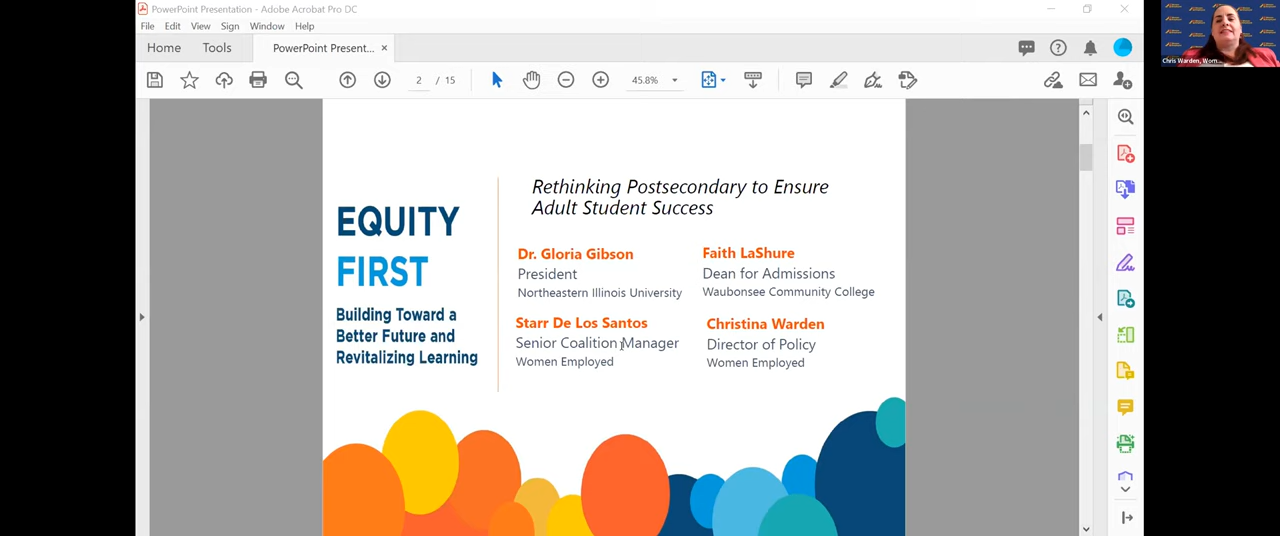 PowerPoint Presentation - Adobe Acrobat Pro DC
File Edit View Sign Window Help
Home Tools PowerPoint Present... ×
2 / 15 45.8%
Rethinking Postsecondary to Ensure
Adult Student Success
EQUITY
FIRST
Building Toward a
Better Future and
Revitalizing Learning
Dr. Gloria Gibson
President
Northeastern Illinois University
Faith LaShure
Dean for Admissions
Waubonsee Community College
Starr De Los Santos
Senior Coalition Manager
Women Employed
Christina Warden
Director of Policy
Women Employed
Chris Warden, Wom...